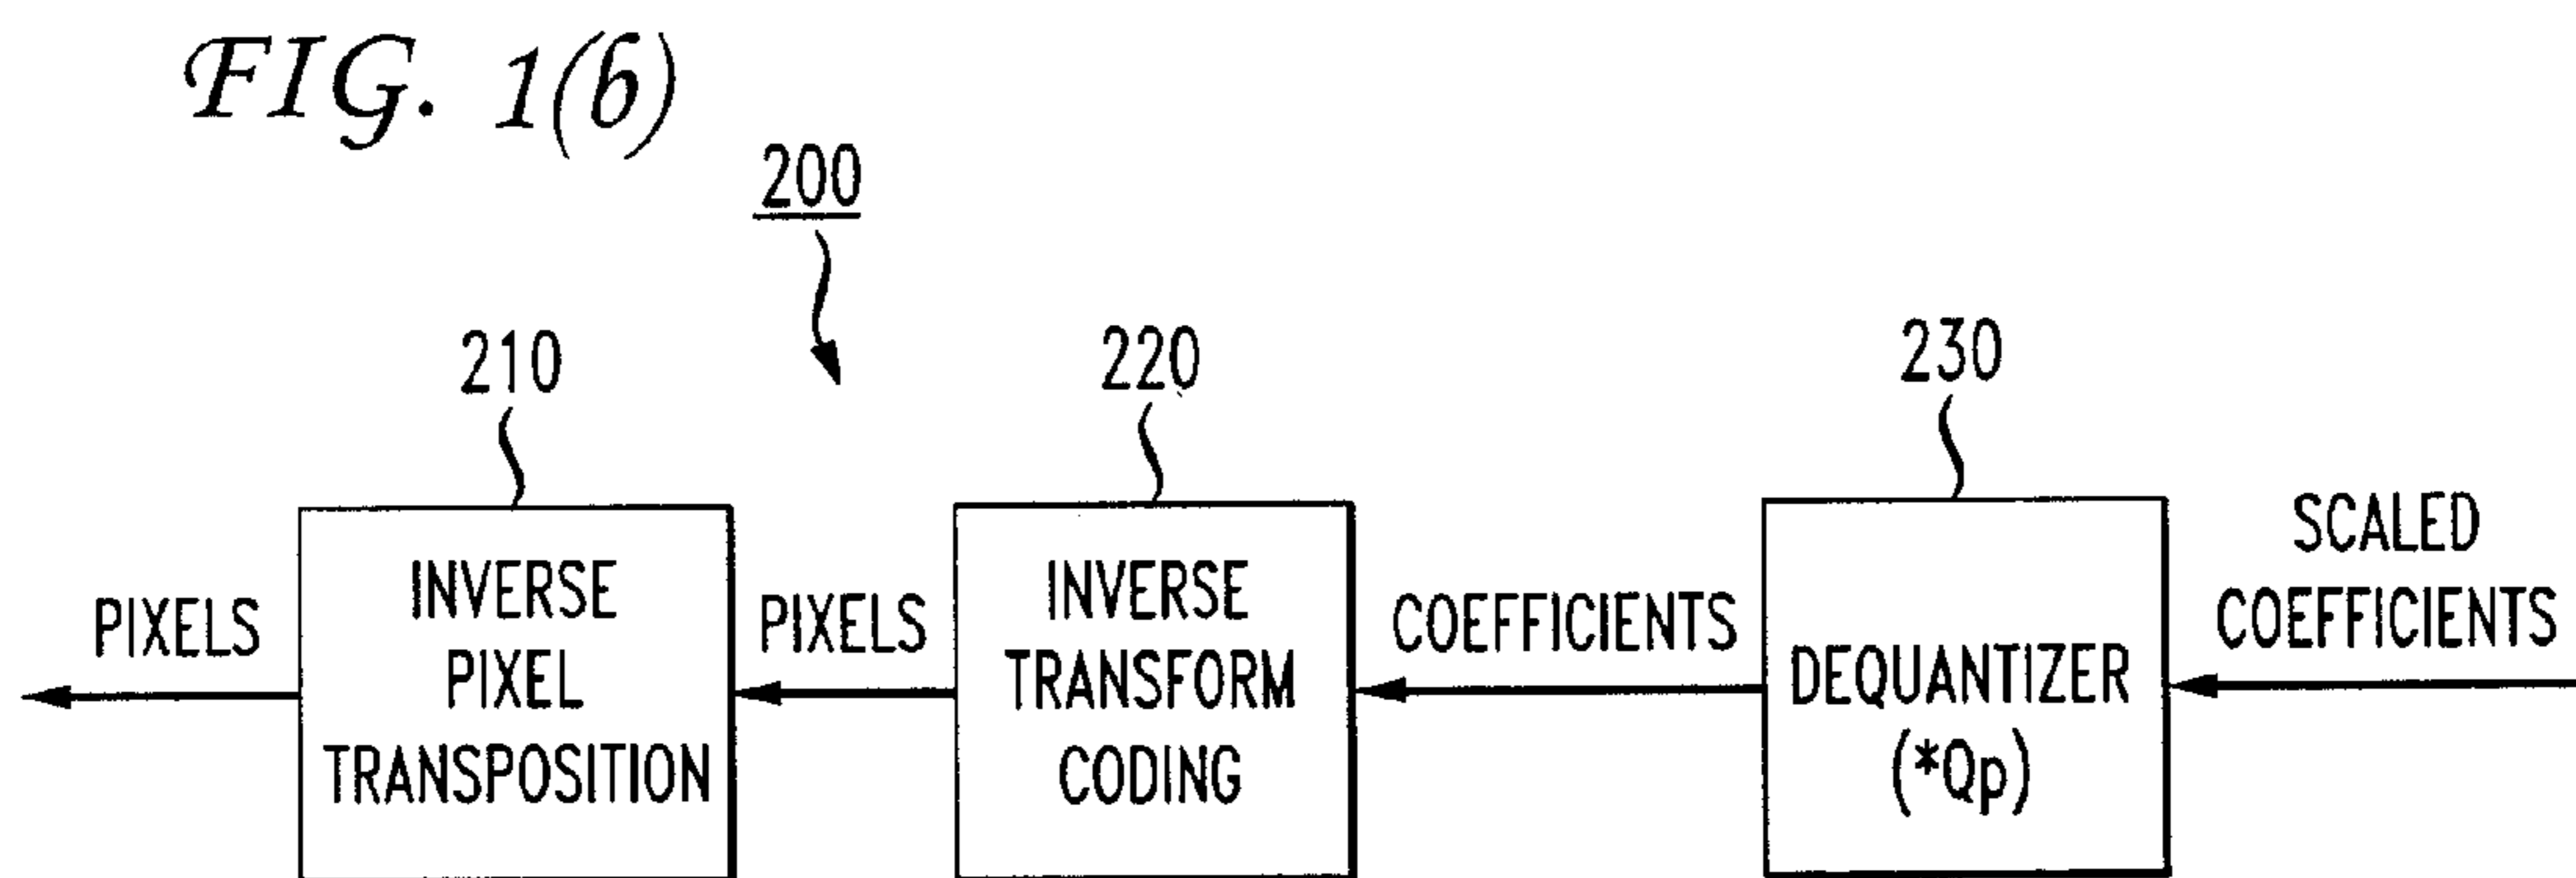 FIG. 1(b)
200
210
220
230
INVERSE
PIXEL
TRANSPOSITION
INVERSE
TRANSFORM
CODING
DEQUANTIZER
(*Qp)
PIXELS
PIXELS
COEFFICIENTS
SCALED
COEFFICIENTS